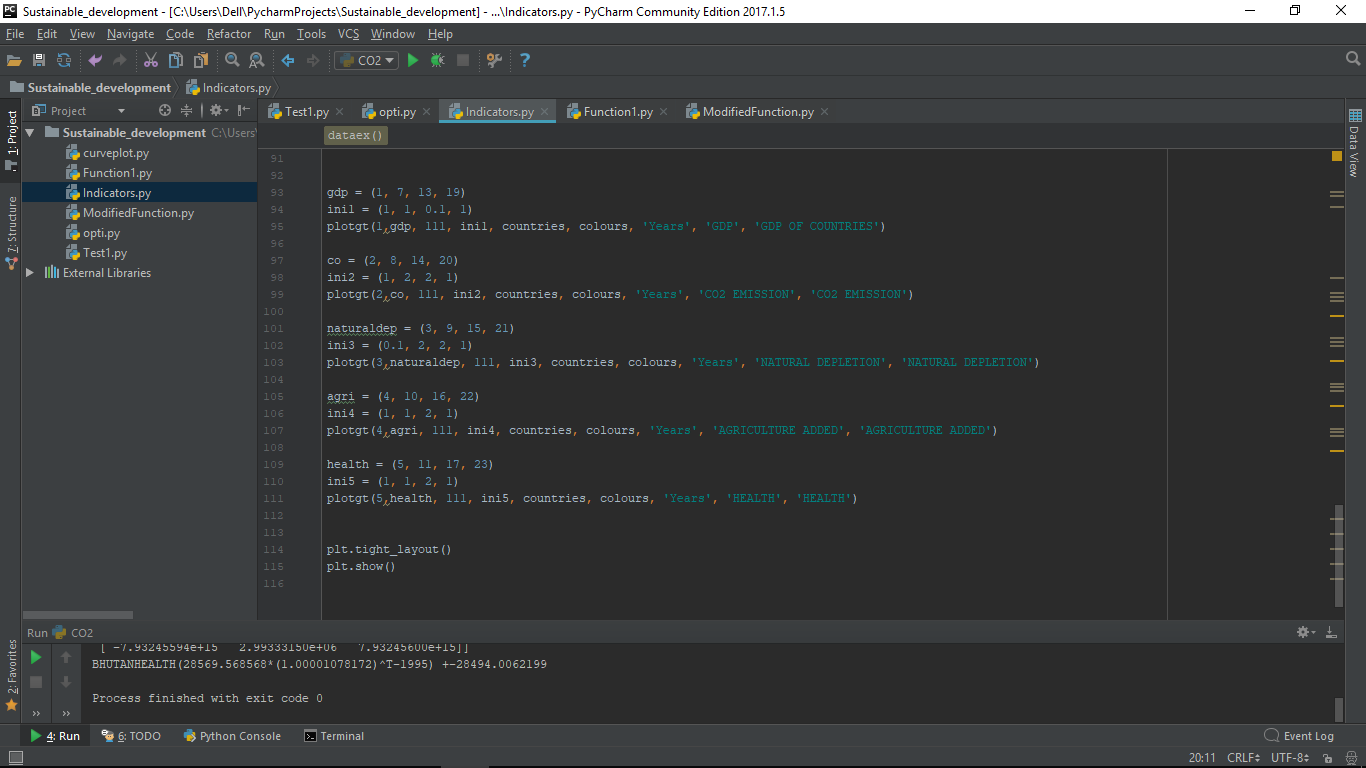 Sustainable_development - [C:\Users\Dell\PycharmProjects\Sustainable_development] - ...\Indicators.py - PyCharm Community Edition 2017.1.5
File Edit View Navigate Code Refactor Run Tools VCS Window Help
CO2
Sustainable_development Indicators.py
Project
Test1.py opti.py Indicators.py Function1.py ModifiedFunction.py
1: Project
7: Structure
2: Favorites
Data View
Sustainable_development C:\Users
curveplot.py
Function1.py
Indicators.py
ModifiedFunction.py
opti.py
Test1.py
External Libraries
dataex()
91
92
93 gdp = (1, 7, 13, 19)
94 ini1 = (1, 1, 0.1, 1)
95 plotgt(1,gdp, 111, ini1, countries, colours, 'Years', 'GDP', 'GDP OF COUNTRIES')
96
97 co = (2, 8, 14, 20)
98 ini2 = (1, 2, 2, 1)
99 plotgt(2,co, 111, ini2, countries, colours, 'Years', 'CO2 EMISSION', 'CO2 EMISSION')
100
101 naturaldep = (3, 9, 15, 21)
102 ini3 = (0.1, 2, 2, 1)
103 plotgt(3,naturaldep, 111, ini3, countries, colours, 'Years', 'NATURAL DEPLETION', 'NATURAL DEPLETION')
104
105 agri = (4, 10, 16, 22)
106 ini4 = (1, 1, 2, 1)
107 plotgt(4,agri, 111, ini4, countries, colours, 'Years', 'AGRICULTURE ADDED', 'AGRICULTURE ADDED')
108
109 health = (5, 11, 17, 23)
110 ini5 = (1, 1, 2, 1)
111 plotgt(5,health, 111, ini5, countries, colours, 'Years', 'HEALTH', 'HEALTH')
112
113
114 plt.tight_layout()
115 plt.show()
116
Run CO2
[ -7.93245594e+15 2.99333150e+06 7.93245600e+15]]
BHUTANHEALTH(28569.568568*(1.00001078172)^T-1995) +-28494.0062199
Process finished with exit code 0
4: Run 6: TODO Python Console Terminal Event Log
20:11 CRLF UTF-8